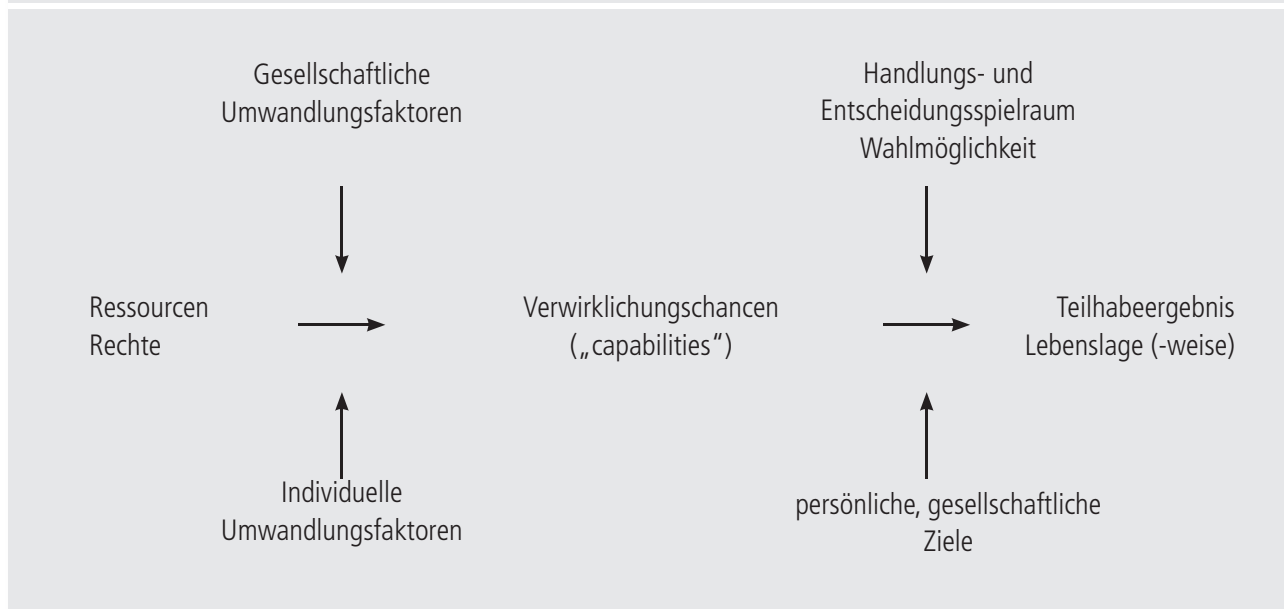 Gesellschaftliche
Umwandlungsfaktoren
Handlungs- und
Entscheidungsspielraum
Wahlmöglichkeit
Ressourcen
Rechte
Verwirklichungschancen
(„capabilities“)
Teilhabeergebnis
Lebenslage (-weise)
Individuelle
Umwandlungsfaktoren
persönliche, gesellschaftliche
Ziele